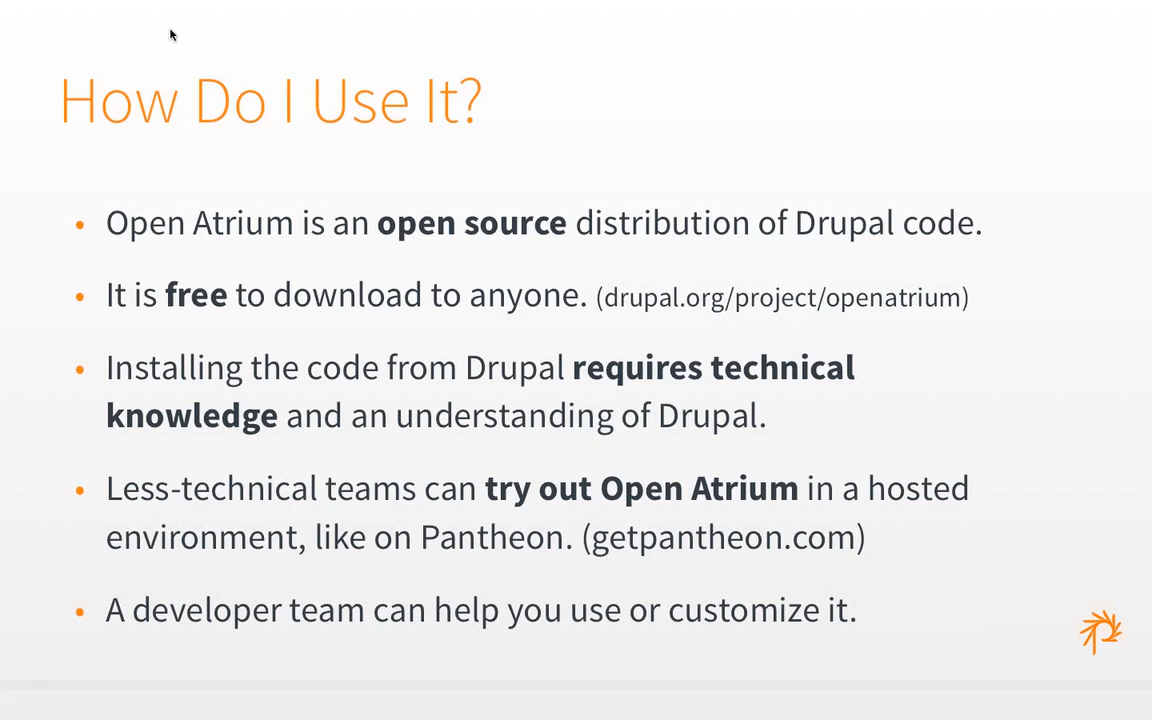 How Do I Use It?
• Open Atrium is an open source distribution of Drupal code.
• It is free to download to anyone. (drupal.org/project/openatrium)
• Installing the code from Drupal requires technical
knowledge and an understanding of Drupal.
• Less-technical teams can try out Open Atrium in a hosted
environment, like on Pantheon. (getpantheon.com)
• A developer team can help you use or customize it.